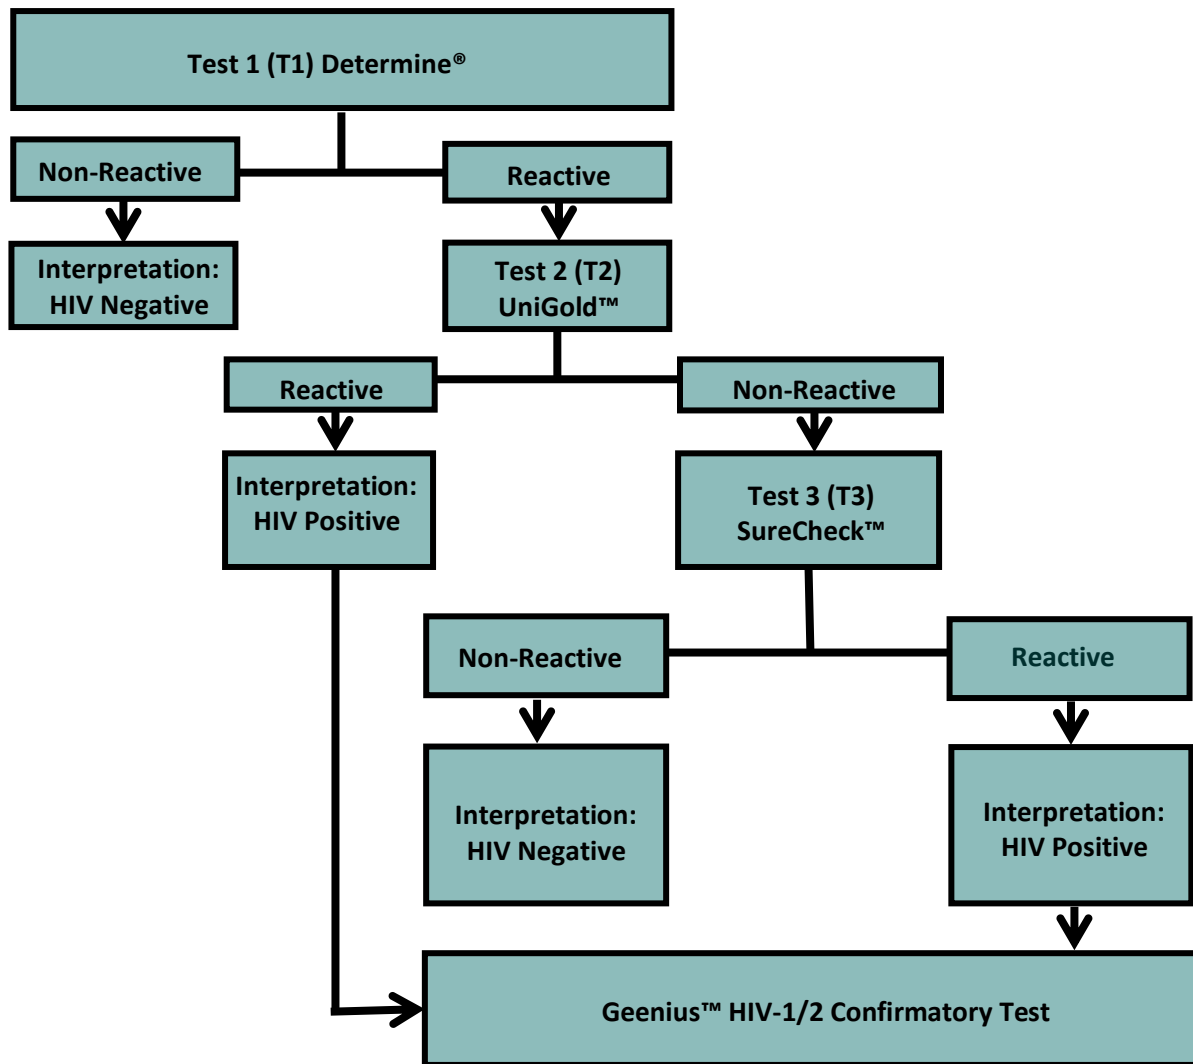 Test 1 (T1) Determine®
Non-Reactive
Reactive
Interpretation:
HIV Negative
Test 2 (T2)
UniGold™
Reactive
Non-Reactive
Interpretation:
HIV Positive
Test 3 (T3)
SureCheck™
Non-Reactive
Reactive
Interpretation:
HIV Negative
Interpretation:
HIV Positive
Geenius™ HIV-1/2 Confirmatory Test